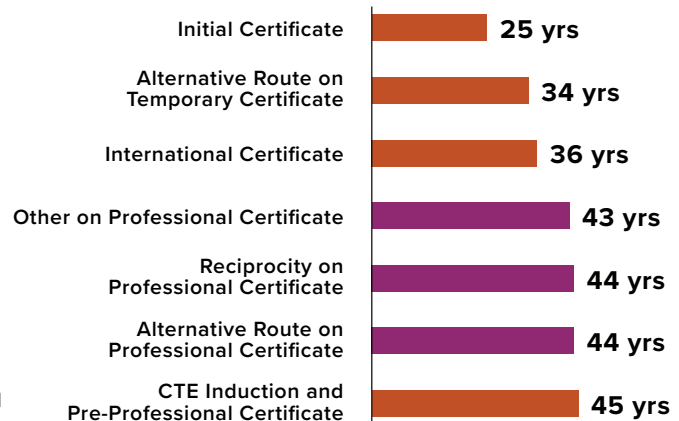 Initial Certificate 25 yrs
Alternative Route on
Temporary Certificate 34 yrs
International Certificate 36 yrs
Other on Professional Certificate 43 yrs
Reciprocity on
Professional Certificate 44 yrs
Alternative Route on
Professional Certificate 44 yrs
CTE Induction and
Pre-Professional Certificate 45 yrs